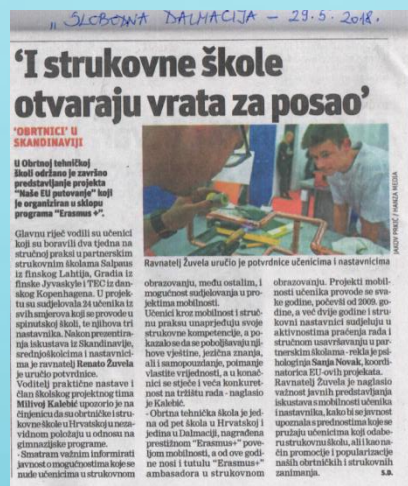 „SLOBODNA DALMACIJA – 29.5.2018.
‘I strukovne škole
otvaraju vrata za posao’
‘OBRTNICI’ U
SKANDINAVIJI
U Obrtnoj tehničkoj
školi održano je završno
predstavljanje projekta
“Naše EU putovanje” koji
je organiziran u sklopu
programa “Erasmus +”.
Glavnu riječ vodili su učenici
koji su boravili dva tjedna na
stručnoj praksi u partnerskim
strukovnim školama Salpaus
iz finskog Lahtija, Gradia iz
finske Jyvaskyle i TEC iz dan-
skog Kopenhagena. U projek-
tu su sudjelovala 24 učenika iz
svih smjerova koji se provode u
spinutskoj školi, te njihova tri
nastavnika. Nakon prezentira-
nja iskustava iz Skandinavije,
srednjoškolcima i nastavnici-
ma je ravnatelj Renato Žuvela
je uručio potvrdnice.
Voditelj praktične nastave i
član školskog projektnog tima
Milivoj Kalebić upozorio je na
činjenicu da su obrtničke i stru-
kovne škole u Hrvatskoj u neza-
vidnom položaju u odnosu na
gimnazijske programe.
- Smatram važnim informirati
javnost o mogućnostima koje se
nude učenicima u strukovnom
JAKOV PRKIĆ / HANZA MEDIA
Ravnatelj Žuvela uručio je potvrdnice učenicima i nastavnicima
obrazovanju, među ostalim, i
mogućnost sudjelovanja u pro-
jektima mobilnosti.
Učenici kroz mobilnost i struč-
nu praksu unaprjeđuju svoje
strukovne kompetencije, a po-
kazalo se da se poboljšavaju nji-
hove vještine, jezična znanja,
ali i samopouzdanje, poimanje
vlastite vrijednosti, a u konač-
nici se stječe i veća konkurent-
nost na tržištu rada - naglasio
je Kalebić.
- Obrtna tehnička škola je jed-
na od pet škola u Hrvatskoj i
jedina u Dalmaciji, nagrađena
prestižnom “Erasmus+” pove-
ljom mobilnosti, a od ove godi-
ne nosi i tutulu “Erasmus+”
ambasadora u strukovnom
obrazovanju. Projekti mobil-
nosti učenika provode se sva-
ke godine, počevši od 2009. go-
dine, a već dvije godine i stru-
kovni nastavnici sudjeluju u
aktivnostima praćenja rada i
stručnom usavršavanju u par-
tnerskim školama - rekla je psi-
hologinja Sanja Novak, koordi-
natorica EU-ovih projekata.
Ravnatelj Žuvela je naglasio
važnost javnih predstavljanja
iskustava s mobilnosti učenika
i nastavnika, kako bi se javnost
upoznala s prednostima koje se
pružaju učenicima koji odabe-
ru strukovnu školu, ali i kao na-
čin promocije i popularizacije
naših obrtničkih i strukovnih
zanimanja. S.D.